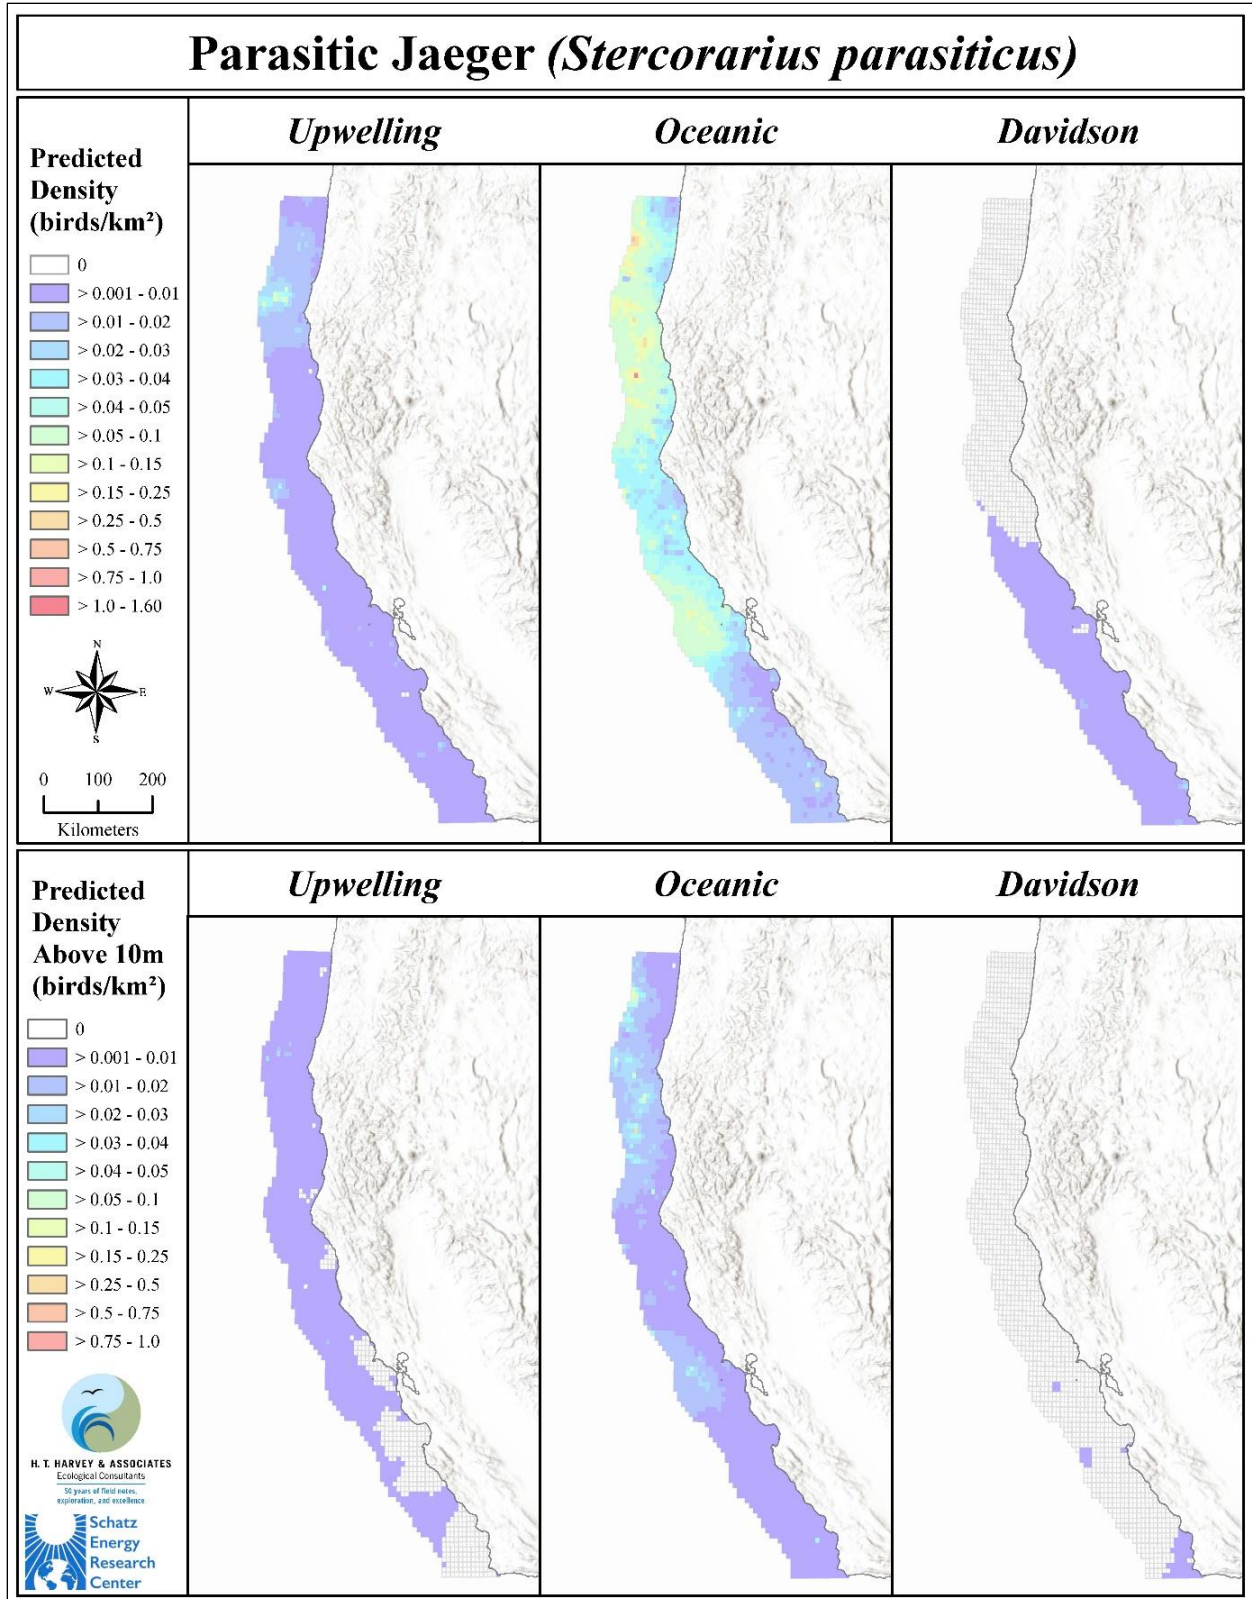 Parasitic Jaeger (Stercorarius parasiticus)
Upwelling
Oceanic
Davidson
Predicted
Density
(birds/km²)
0
> 0.001 - 0.01
> 0.01 - 0.02
> 0.02 - 0.03
> 0.03 - 0.04
> 0.04 - 0.05
> 0.05 - 0.1
> 0.1 - 0.15
> 0.15 - 0.25
> 0.25 - 0.5
> 0.5 - 0.75
> 0.75 - 1.0
> 1.0 - 1.60
N
W E
S
0 100 200
Kilometers
Upwelling
Oceanic
Davidson
Predicted
Density
Above 10m
(birds/km²)
0
> 0.001 - 0.01
> 0.01 - 0.02
> 0.02 - 0.03
> 0.03 - 0.04
> 0.04 - 0.05
> 0.05 - 0.1
> 0.1 - 0.15
> 0.15 - 0.25
> 0.25 - 0.5
> 0.5 - 0.75
> 0.75 - 1.0
H. T. HARVEY & ASSOCIATES
Ecological Consultants
50 years of field notes,
exploration, and excellence
Schatz
Energy
Research
Center